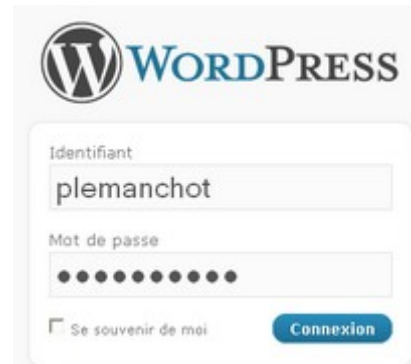 WORDPRESS
Identifiant
plemanchot
Mot de passe
●●●●●●●●●●
Se souvenir de moi
Connexion